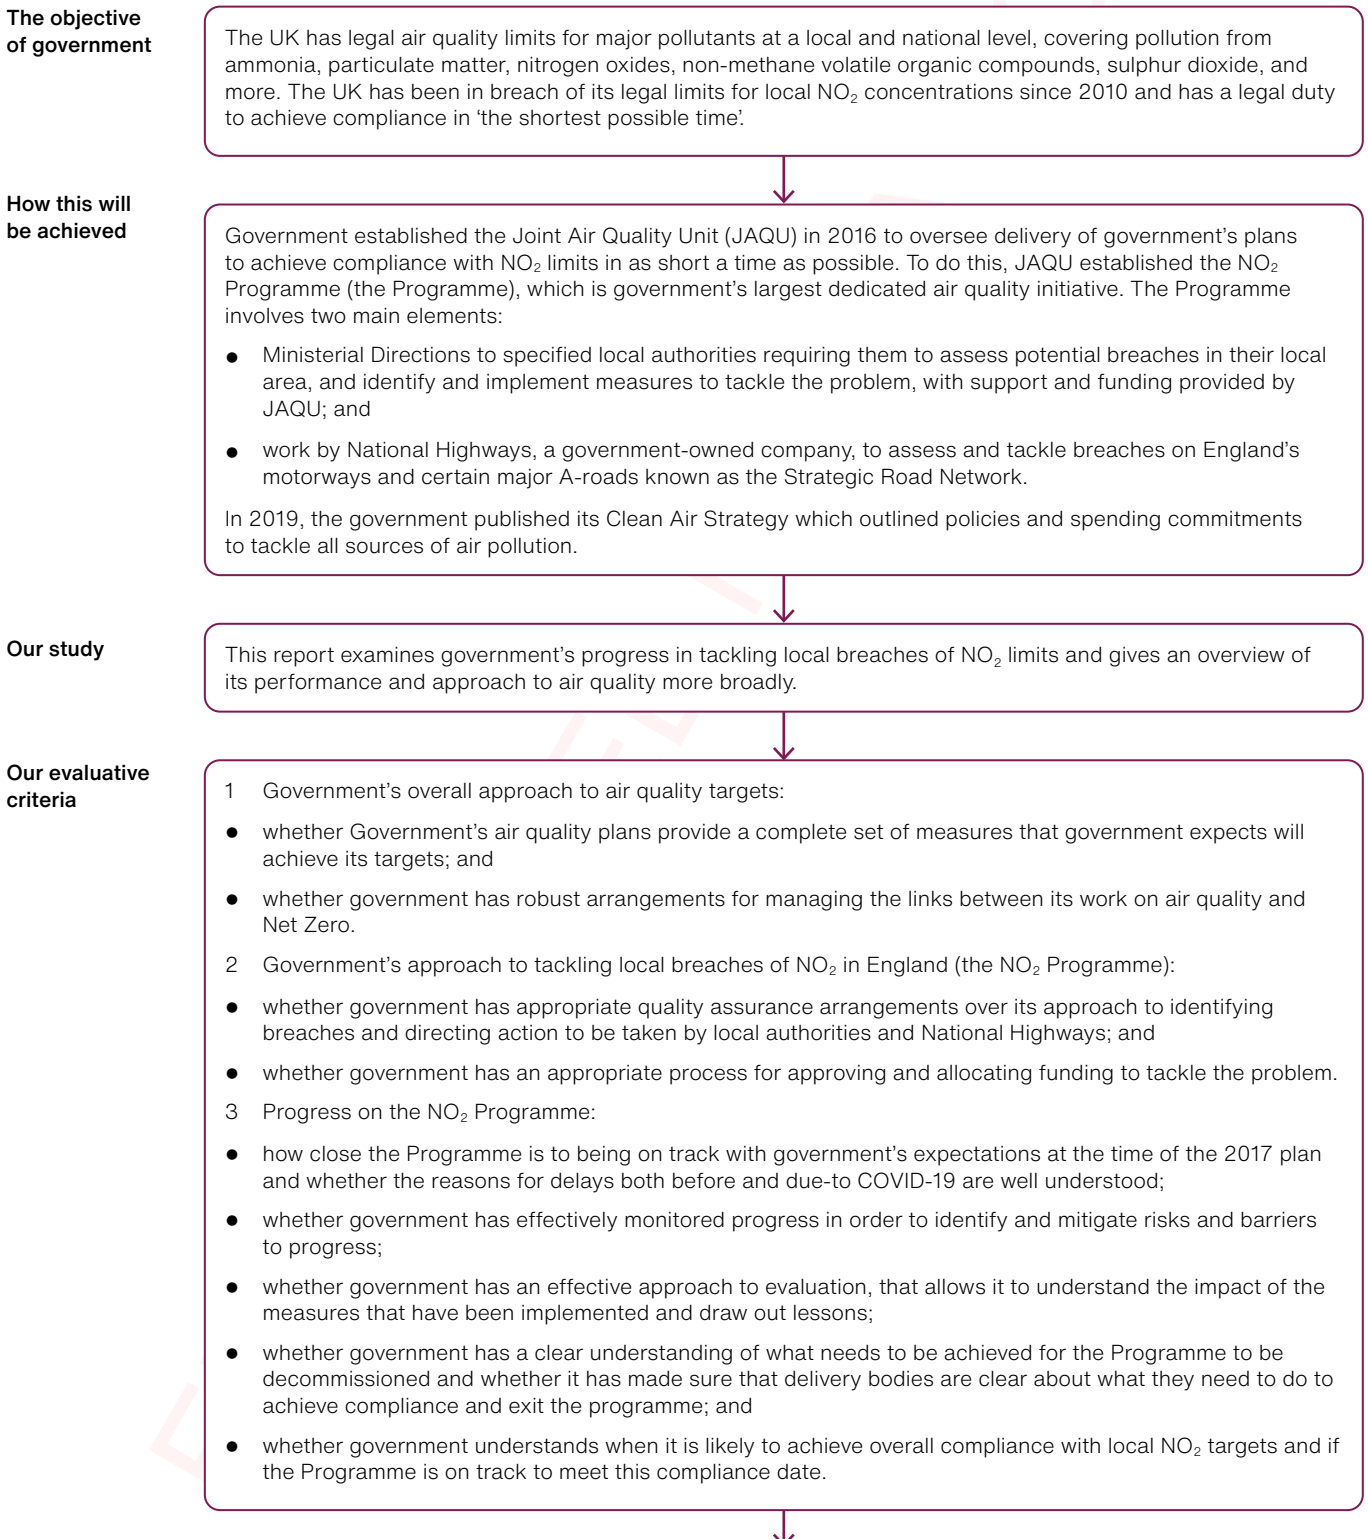 The objective
of government
The UK has legal air quality limits for major pollutants at a local and national level, covering pollution from
ammonia, particulate matter, nitrogen oxides, non-methane volatile organic compounds, sulphur dioxide, and
more. The UK has been in breach of its legal limits for local NO₂ concentrations since 2010 and has a legal duty
to achieve compliance in ‘the shortest possible time’.
How this will
be achieved
Government established the Joint Air Quality Unit (JAQU) in 2016 to oversee delivery of government’s plans
to achieve compliance with NO₂ limits in as short a time as possible. To do this, JAQU established the NO₂
Programme (the Programme), which is government’s largest dedicated air quality initiative. The Programme
involves two main elements:
● Ministerial Directions to specified local authorities requiring them to assess potential breaches in their local
area, and identify and implement measures to tackle the problem, with support and funding provided by
JAQU; and
● work by National Highways, a government-owned company, to assess and tackle breaches on England’s
motorways and certain major A-roads known as the Strategic Road Network.
In 2019, the government published its Clean Air Strategy which outlined policies and spending commitments
to tackle all sources of air pollution.
Our study
This report examines government’s progress in tackling local breaches of NO₂ limits and gives an overview of
its performance and approach to air quality more broadly.
Our evaluative
criteria
1 Government’s overall approach to air quality targets:
● whether Government’s air quality plans provide a complete set of measures that government expects will
achieve its targets; and
● whether government has robust arrangements for managing the links between its work on air quality and
Net Zero.
2 Government’s approach to tackling local breaches of NO₂ in England (the NO₂ Programme):
● whether government has appropriate quality assurance arrangements over its approach to identifying
breaches and directing action to be taken by local authorities and National Highways; and
● whether government has an appropriate process for approving and allocating funding to tackle the problem.
3 Progress on the NO₂ Programme:
● how close the Programme is to being on track with government’s expectations at the time of the 2017 plan
and whether the reasons for delays both before and due-to COVID-19 are well understood;
● whether government has effectively monitored progress in order to identify and mitigate risks and barriers
to progress;
● whether government has an effective approach to evaluation, that allows it to understand the impact of the
measures that have been implemented and draw out lessons;
● whether government has a clear understanding of what needs to be achieved for the Programme to be
decommissioned and whether it has made sure that delivery bodies are clear about what they need to do to
achieve compliance and exit the programme; and
● whether government understands when it is likely to achieve overall compliance with local NO₂ targets and if
the Programme is on track to meet this compliance date.